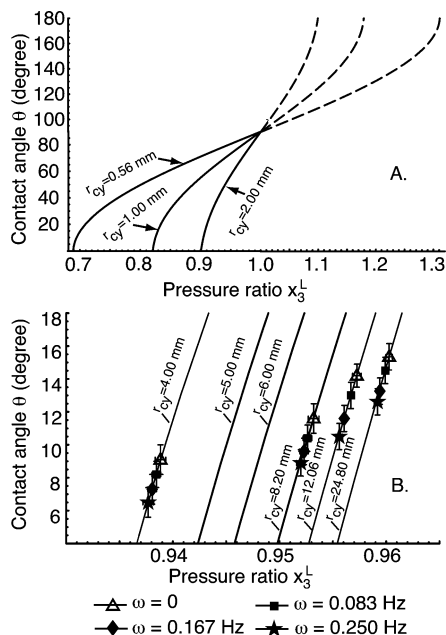 Contact angle θ (degree)
180
160
140
120
100
80
60
40
20
r_cy=0.56 mm
r_cy=1.00 mm
r_cy=2.00 mm
A.
0.7 0.8 0.9 1.0 1.1 1.2 1.3
Pressure ratio x₃ᴸ
Contact angle θ (degree)
18
16
14
12
10
8
6
4
r_cy=4.00 mm
r_cy=5.00 mm
r_cy=6.00 mm
r_cy=8.20 mm
r_cy=12.06 mm
r_cy=24.80 mm
B.
0.94 0.95 0.96
Pressure ratio x₃ᴸ
ω = 0 ω = 0.083 Hz
ω = 0.167 Hz ω = 0.250 Hz